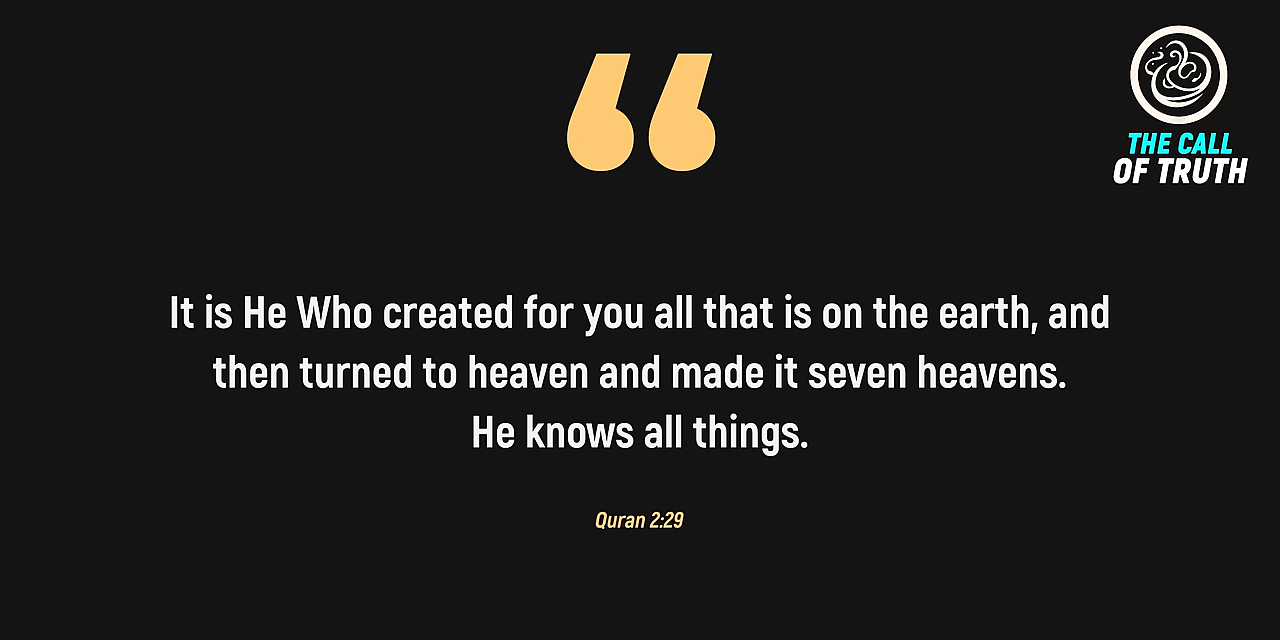 “
THE CALL
OF TRUTH
It is He Who created for you all that is on the earth, and
then turned to heaven and made it seven heavens.
He knows all things.
Quran 2:29